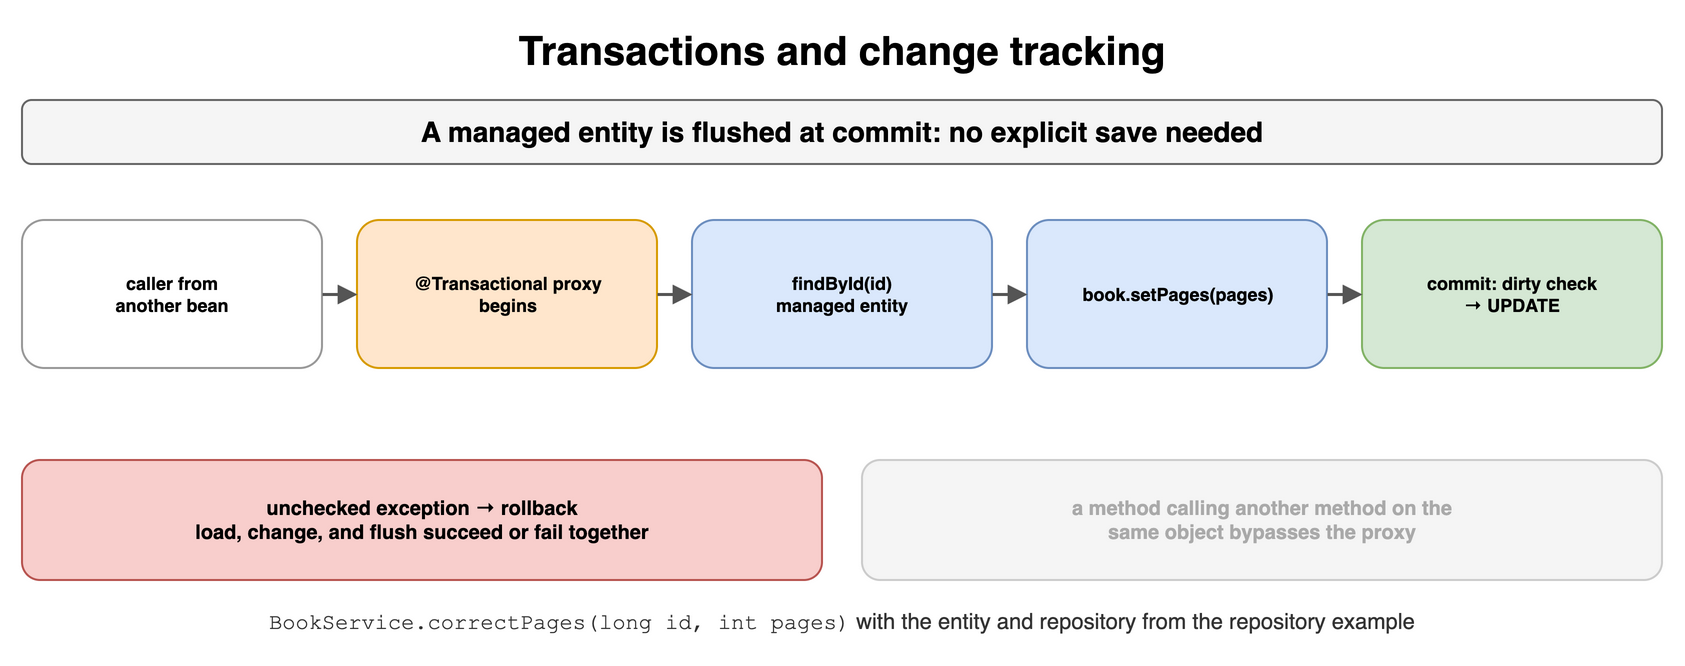 Transactions and change tracking
A managed entity is flushed at commit: no explicit save needed
caller from
another bean
@Transactional proxy
begins
findById(id)
managed entity
book.setPages(pages)
commit: dirty check
→ UPDATE
unchecked exception → rollback
load, change, and flush succeed or fail together
a method calling another method on the
same object bypasses the proxy
BookService.correctPages(long id, int pages) with the entity and repository from the repository example